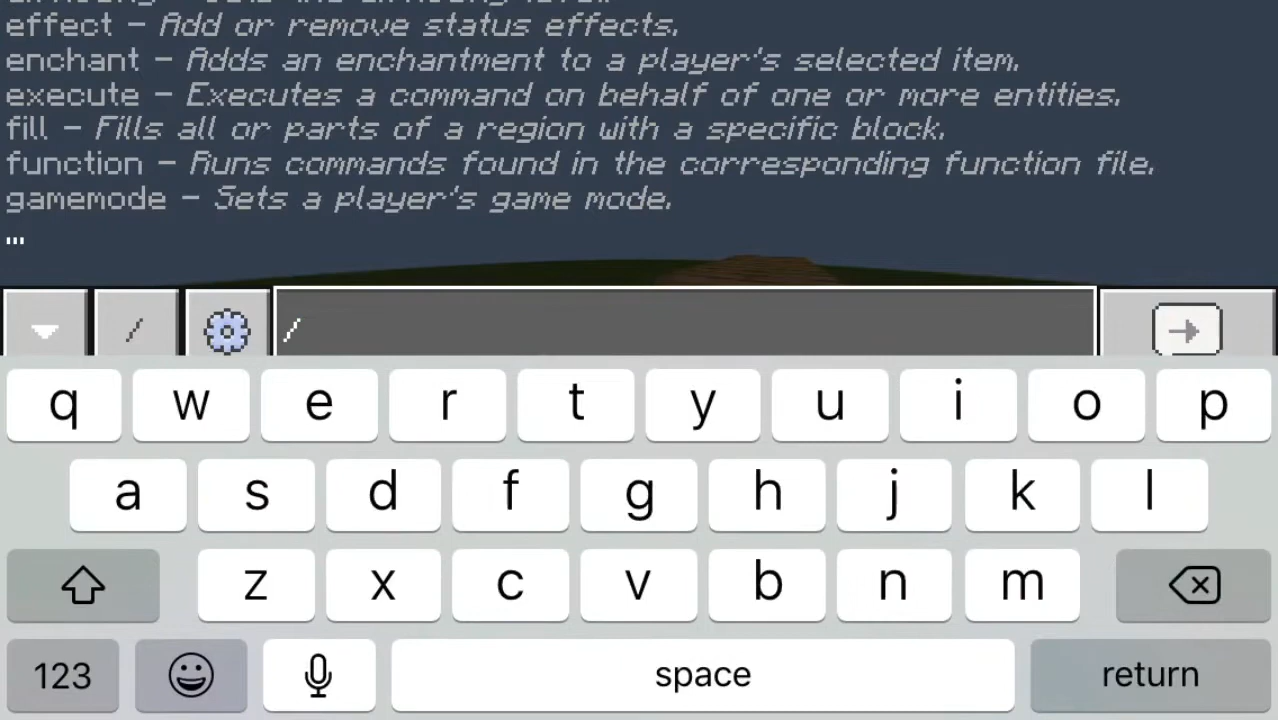 effect - Add or remove status effects.
enchant - Adds an enchantment to a player's selected item.
execute - Executes a command on behalf of one or more entities.
fill - Fills all or parts of a region with a specific block.
function - Runs commands found in the corresponding function file.
gamemode - Sets a player's game mode.
...
/ /
q w e r t y u i o p
a s d f g h j k l
z x c v b n m
123 space return